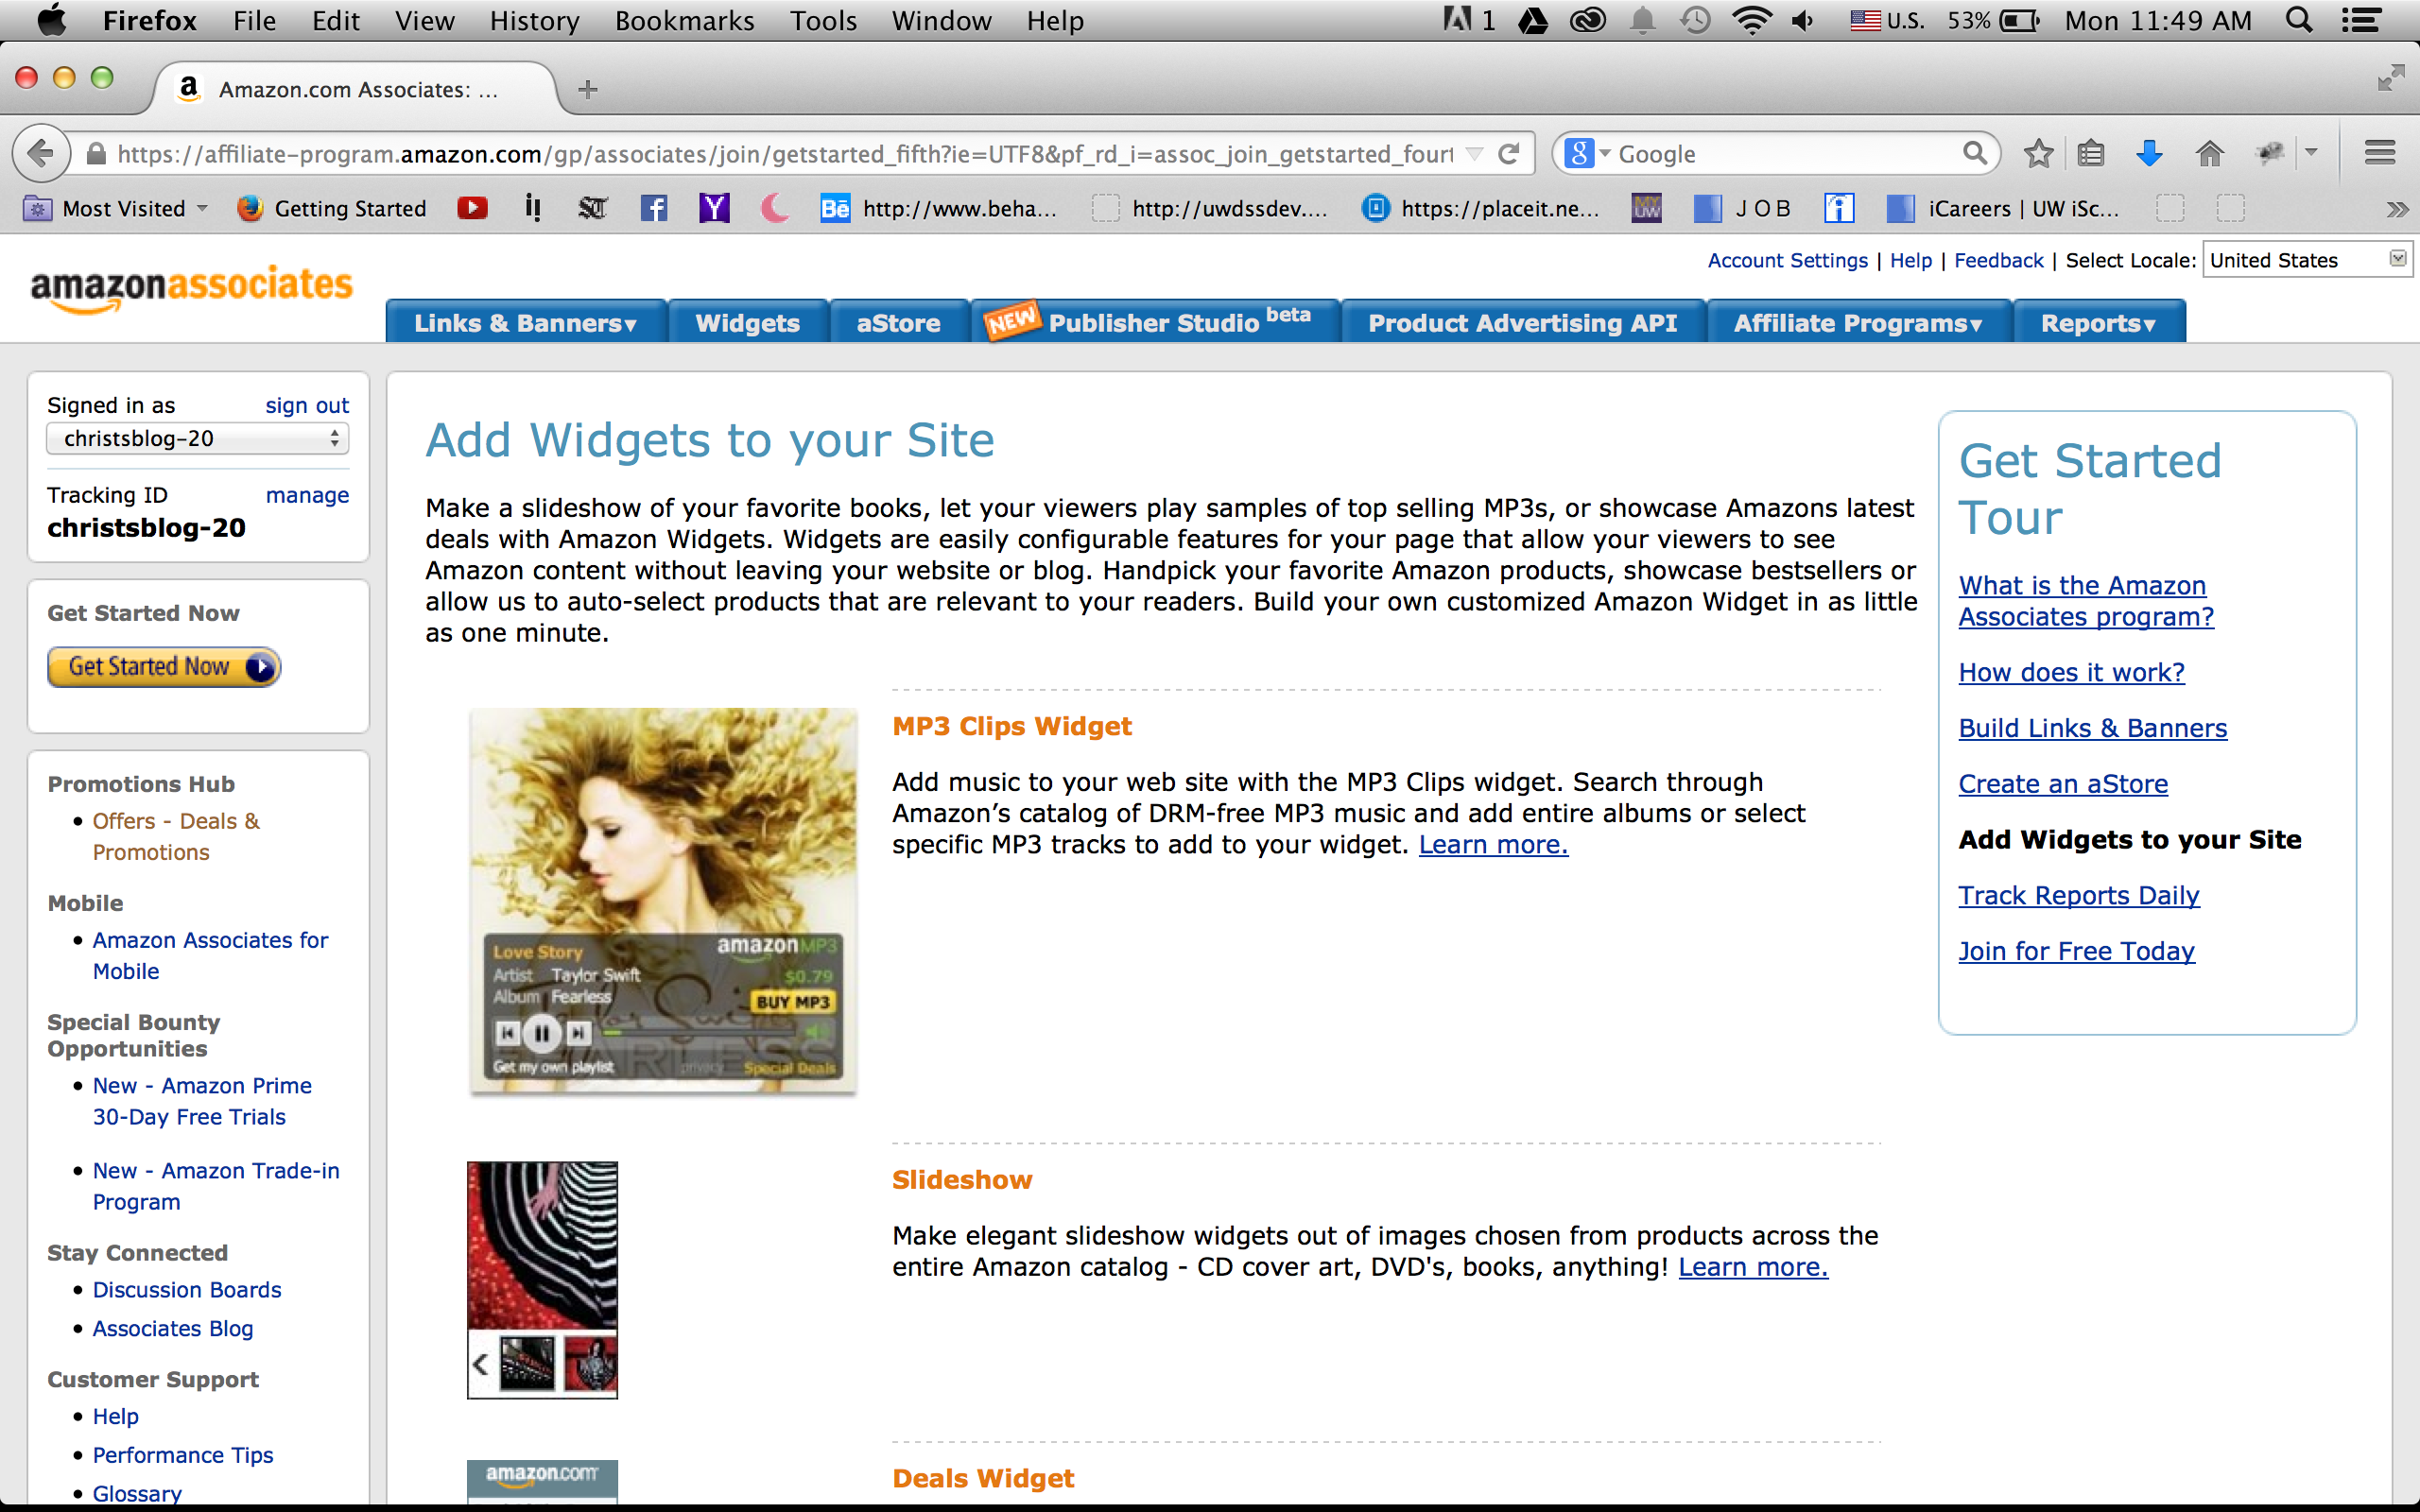 Firefox File Edit View History Bookmarks Tools Window Help 1 U.S. 53% Mon 11:49 AM
a Amazon.com Associates: ... +
https://affiliate-program.amazon.com/gp/associates/join/getstarted_fifth?ie=UTF8&pf_rd_i=assoc_join_getstarted_fourt Google
Most Visited Getting Started http://www.beha... http://uwdssdev.... https://placeit.ne... MY UW J O B iCareers | UW iSc...
Account Settings | Help | Feedback | Select Locale: United States
amazonassociates
Links & Banners▾ Widgets aStore NEW Publisher Studio beta Product Advertising API Affiliate Programs▾ Reports▾
Signed in as sign out
christsblog-20
Tracking ID manage
christsblog-20
Get Started Now
Get Started Now
Promotions Hub
• Offers - Deals &
Promotions
Mobile
• Amazon Associates for
Mobile
Special Bounty
Opportunities
• New - Amazon Prime
30-Day Free Trials
• New - Amazon Trade-in
Program
Stay Connected
• Discussion Boards
• Associates Blog
Customer Support
• Help
• Performance Tips
• Glossary
Add Widgets to your Site
Make a slideshow of your favorite books, let your viewers play samples of top selling MP3s, or showcase Amazons latest
deals with Amazon Widgets. Widgets are easily configurable features for your page that allow your viewers to see
Amazon content without leaving your website or blog. Handpick your favorite Amazon products, showcase bestsellers or
allow us to auto-select products that are relevant to your readers. Build your own customized Amazon Widget in as little
as one minute.
amazonMP3
Love Story
Artist Taylor Swift $0.79
Album Fearless BUY MP3
FEARLESS
Get my own playlist privacy Special Deals
MP3 Clips Widget
Add music to your web site with the MP3 Clips widget. Search through
Amazon’s catalog of DRM-free MP3 music and add entire albums or select
specific MP3 tracks to add to your widget. Learn more.
Slideshow
Make elegant slideshow widgets out of images chosen from products across the
entire Amazon catalog - CD cover art, DVD's, books, anything! Learn more.
amazon.com
Deals Widget
Get Started
Tour
What is the Amazon
Associates program?
How does it work?
Build Links & Banners
Create an aStore
Add Widgets to your Site
Track Reports Daily
Join for Free Today